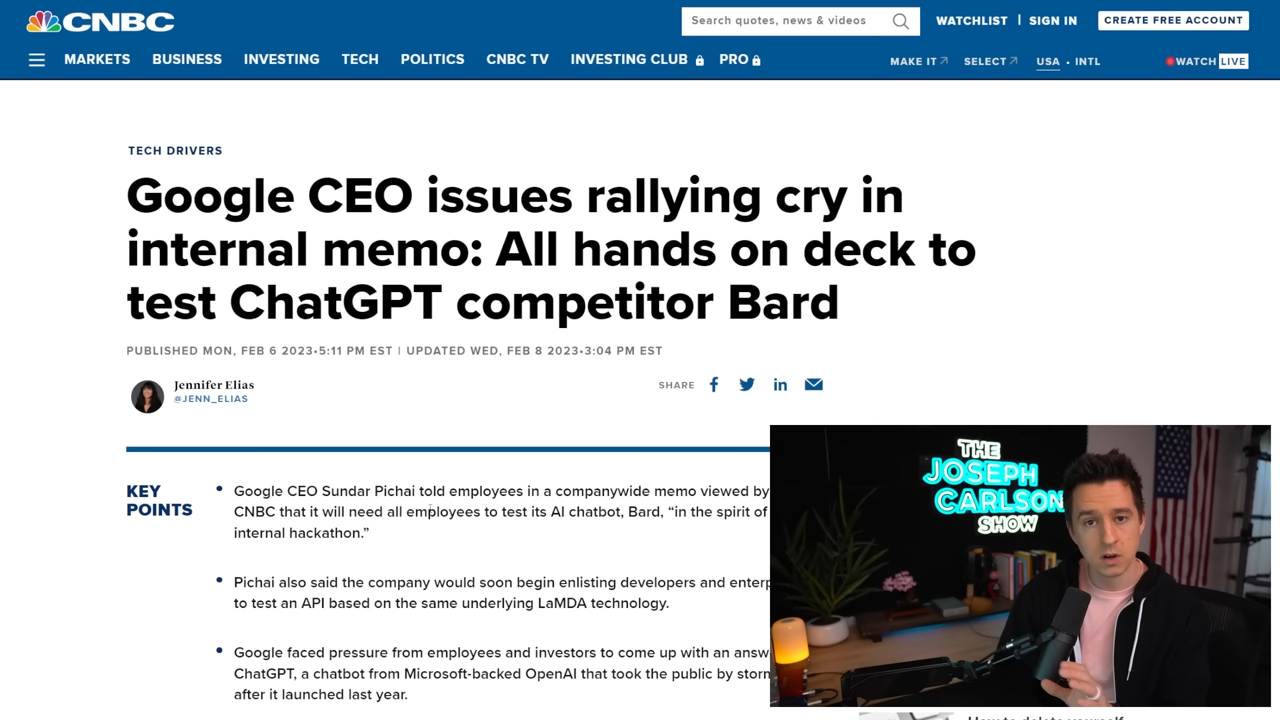 CNBC
Search quotes, news & videos
WATCHLIST | SIGN IN
CREATE FREE ACCOUNT
MARKETS BUSINESS INVESTING TECH POLITICS CNBC TV INVESTING CLUB PRO
MAKE IT SELECT USA • INTL
WATCH LIVE
TECH DRIVERS
Google CEO issues rallying cry in
internal memo: All hands on deck to
test ChatGPT competitor Bard
PUBLISHED MON, FEB 6 2023•5:11 PM EST | UPDATED WED, FEB 8 2023•3:04 PM EST
Jennifer Elias
@JENN_ELIAS
SHARE
KEY
POINTS
• Google CEO Sundar Pichai told employees in a companywide memo viewed by
CNBC that it will need all employees to test its AI chatbot, Bard, “in the spirit of
internal hackathon.”
• Pichai also said the company would soon begin enlisting developers and enterp
to test an API based on the same underlying LaMDA technology.
• Google faced pressure from employees and investors to come up with an answ
ChatGPT, a chatbot from Microsoft-backed OpenAI that took the public by storm
after it launched last year.
THE
JOSEPH
CARLSON
SHOW
How to delete yourself